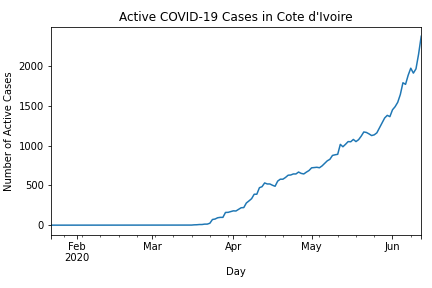 Active COVID-19 Cases in Cote d'Ivoire
Number of Active Cases
2000
1500
1000
500
0
Feb
2020
Mar
Apr
May
Jun
Day